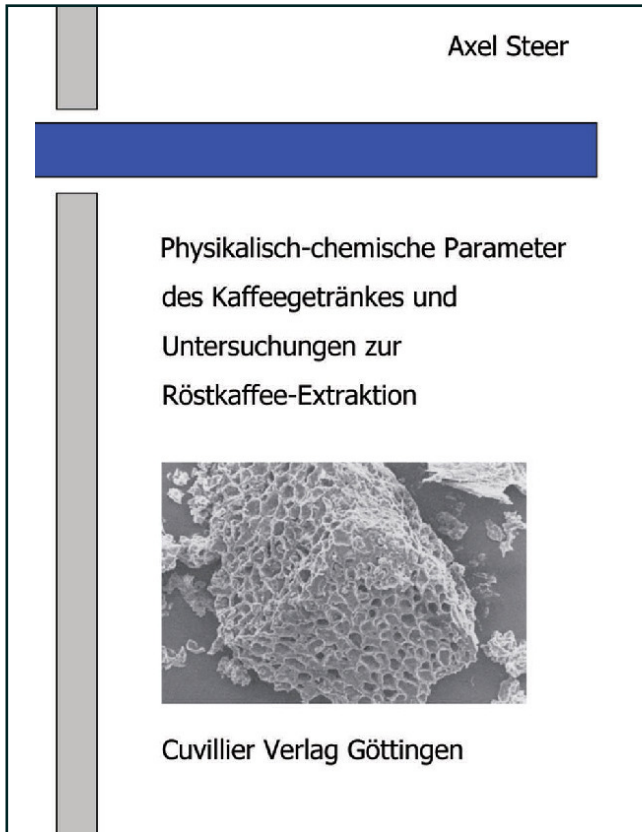 Axel Steer
Physikalisch-chemische Parameter
des Kaffeegetränkes und
Untersuchungen zur
Röstkaffee-Extraktion
Cuvillier Verlag Göttingen